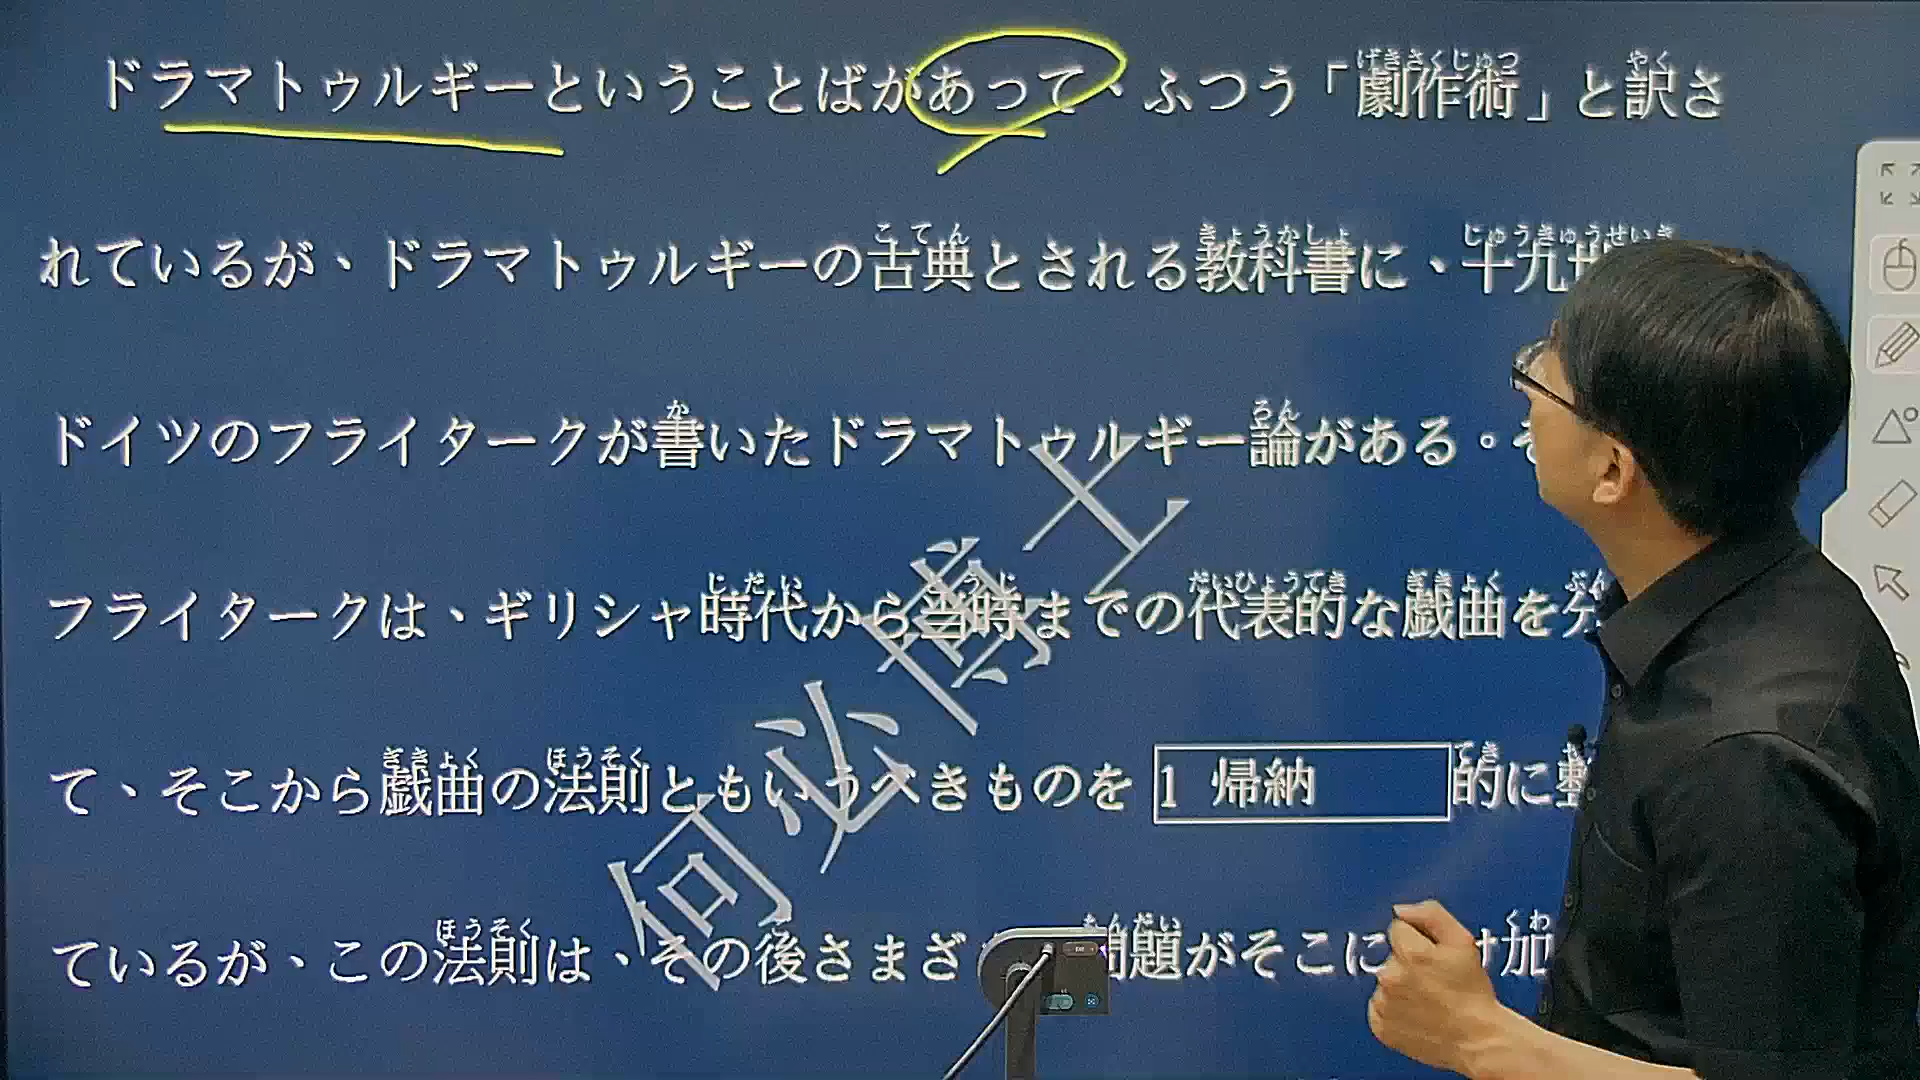 ドラマトゥルギーということばがあって、ふつう「劇作術」と訳さ
れているが、ドラマトゥルギーの古典とされる教科書に、十九世
ドイツのフライタークが書いたドラマトゥルギー論がある。そ
フライタークは、ギリシャ時代から当時までの代表的な戯曲を分
て、そこから戯曲の法則ともいうべきものを 1 帰納 的に整
ているが、この法則は、その後さまざ 問題がそこに け加
何必博士